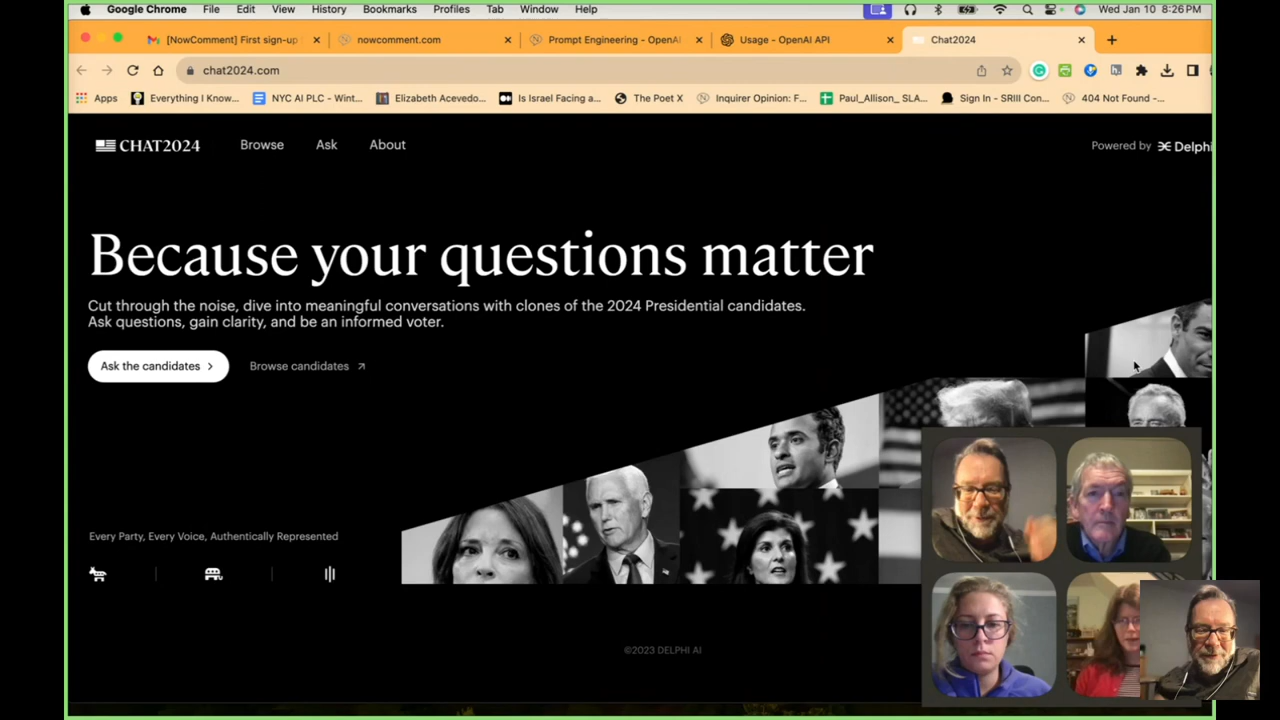 Google Chrome File Edit View History Bookmarks Profiles Tab Window Help Wed Jan 10 8:26 PM
[NowComment] First sign-up nowcomment.com Prompt Engineering - OpenAI Usage - OpenAI API Chat2024
chat2024.com
Apps Everything I Know... NYC AI PLC - Wint... Elizabeth Acevedo... Is Israel Facing a... The Poet X Inquirer Opinion: F... Paul_Allison_ SLA... Sign In - SRIII Con... 404 Not Found -...
CHAT2024 Browse Ask About Powered by Delphi
Because your questions matter
Cut through the noise, dive into meaningful conversations with clones of the 2024 Presidential candidates.
Ask questions, gain clarity, and be an informed voter.
Ask the candidates Browse candidates
Every Party, Every Voice, Authentically Represented
©2023 DELPHI AI